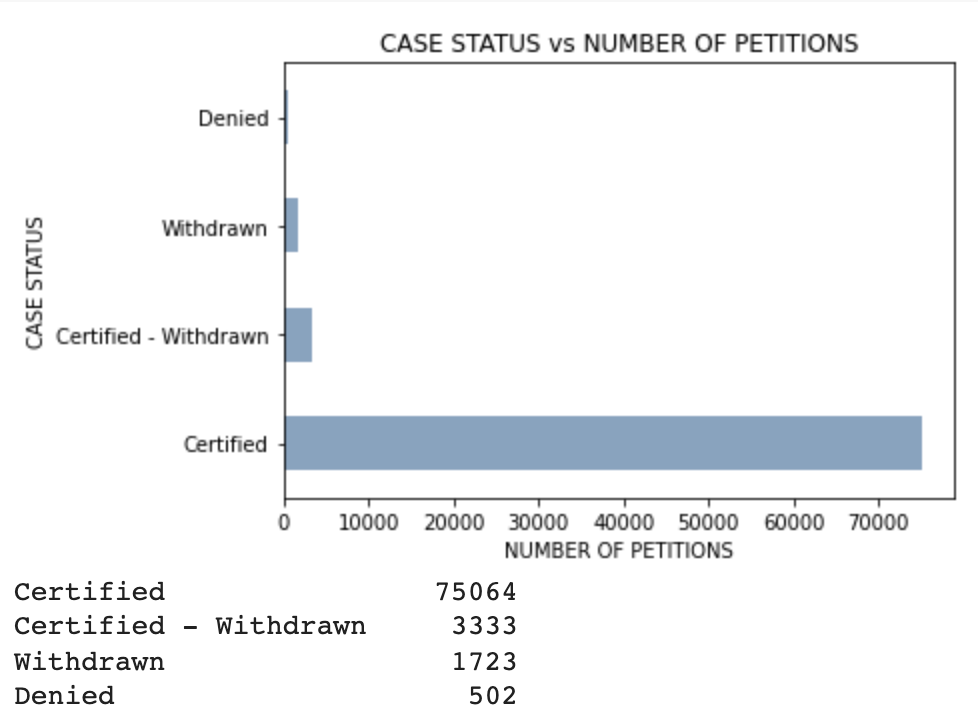 CASE STATUS vs NUMBER OF PETITIONS
CASE STATUS
Denied
Withdrawn
Certified - Withdrawn
Certified
0 10000 20000 30000 40000 50000 60000 70000
NUMBER OF PETITIONS
Certified 75064
Certified - Withdrawn 3333
Withdrawn 1723
Denied 502